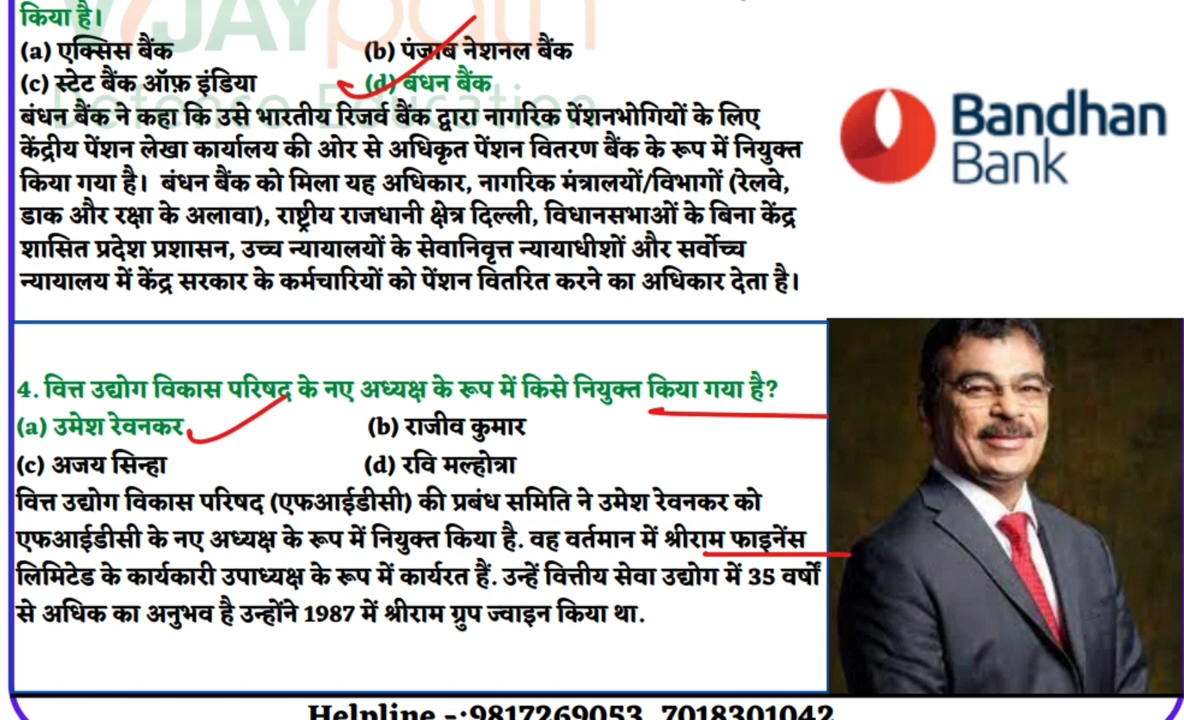 किया है।
VIJAYpath
Defence Education
(a) एक्सिस बैंक (b) पंजाब नेशनल बैंक
(c) स्टेट बैंक ऑफ़ इंडिया (d) बंधन बैंक
बंधन बैंक ने कहा कि उसे भारतीय रिजर्व बैंक द्वारा नागरिक पेंशनभोगियों के लिए
केंद्रीय पेंशन लेखा कार्यालय की ओर से अधिकृत पेंशन वितरण बैंक के रूप में नियुक्त
किया गया है। बंधन बैंक को मिला यह अधिकार, नागरिक मंत्रालयों/विभागों (रेलवे,
डाक और रक्षा के अलावा), राष्ट्रीय राजधानी क्षेत्र दिल्ली, विधानसभाओं के बिना केंद्र
शासित प्रदेश प्रशासन, उच्च न्यायालयों के सेवानिवृत्त न्यायाधीशों और सर्वोच्च
न्यायालय में केंद्र सरकार के कर्मचारियों को पेंशन वितरित करने का अधिकार देता है।
Bandhan
Bank
4. वित्त उद्योग विकास परिषद के नए अध्यक्ष के रूप में किसे नियुक्त किया गया है?
(a) उमेश रेवनकर (b) राजीव कुमार
(c) अजय सिन्हा (d) रवि मल्होत्रा
वित्त उद्योग विकास परिषद (एफआईडीसी) की प्रबंध समिति ने उमेश रेवनकर को
एफआईडीसी के नए अध्यक्ष के रूप में नियुक्त किया है. वह वर्तमान में श्रीराम फाइनेंस
लिमिटेड के कार्यकारी उपाध्यक्ष के रूप में कार्यरत हैं. उन्हें वित्तीय सेवा उद्योग में 35 वर्षों
से अधिक का अनुभव है उन्होंने 1987 में श्रीराम ग्रुप ज्वाइन किया था.
Helpline -:9817269053, 7018301042